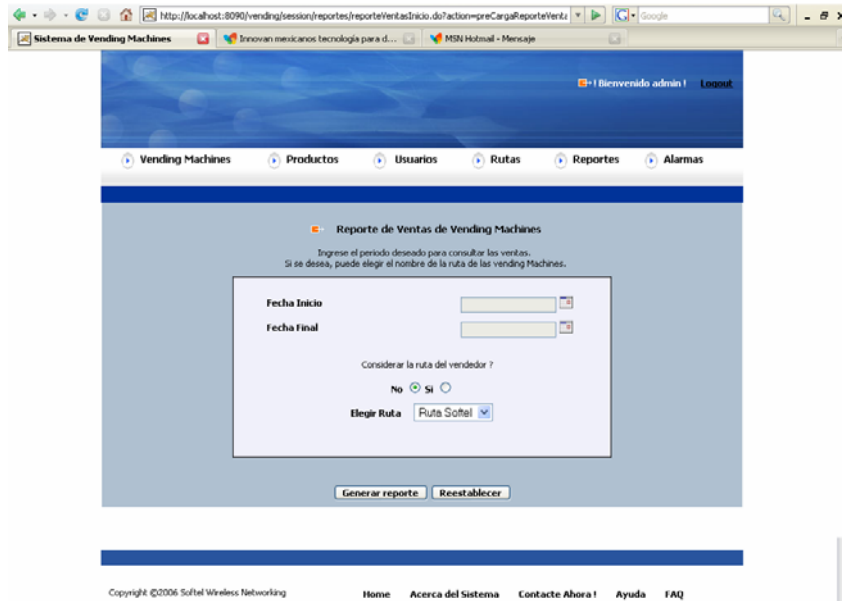 http://localhost:8090/vending/session/reportes/reporteVentasInicio.do?action=preCargaReporteVenta
Google
Sistema de Vending Machines
Innovan mexicanos tecnología para d...
MSN Hotmail - Mensaje
! Bienvenido admin ! Logout
Vending Machines Productos Usuarios Rutas Reportes Alarmas
Reporte de Ventas de Vending Machines
Ingrese el periodo deseado para consultar las ventas.
Si se desea, puede elegir el nombre de la ruta de las vending Machines.
Fecha Inicio
Fecha Final
Considerar la ruta del vendedor ?
No Si
Elegir Ruta Ruta Softel
Generar reporte Reestablecer
Copyright ©2006 Softel Wireless Networking
Home Acerca del Sistema Contacte Ahora ! Ayuda FAQ